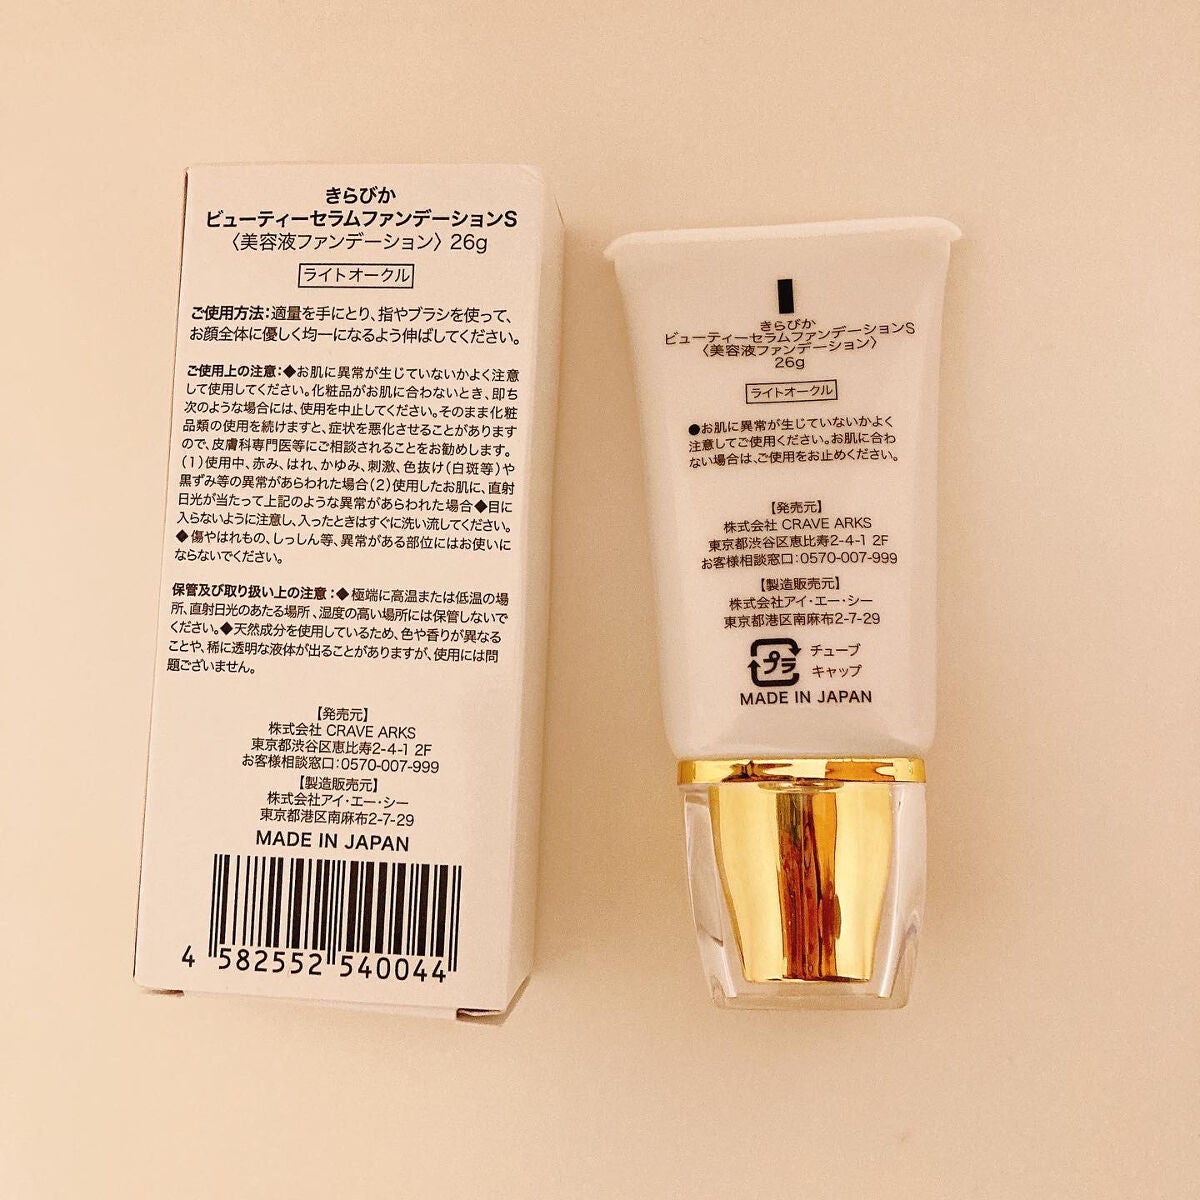 きらびか
ビューティーセラムファンデーションS
〈美容液ファンデーション〉 26g
ライトオークル
ご使用方法:適量を手にとり、指やブラシを使って、
お顔全体に優しく均一になるよう伸ばしてください。
ご使用上の注意:◆お肌に異常が生じていないかよく注意
して使用してください。化粧品がお肌に合わないとき、即ち
次のような場合には、使用を中止してください。そのまま化粧
品類の使用を続けますと、症状を悪化させることがあります
ので、皮膚科専門医等にご相談されることをお勧めします。
(1)使用中、赤み、はれ、かゆみ、刺激、色抜け(白斑等)や
黒ずみ等の異常があらわれた場合(2)使用したお肌に、直射
日光が当たって上記のような異常があらわれた場合◆目に
入らないように注意し、入ったときはすぐに洗い流してください。
◆傷やはれもの、しっしん等、異常がある部位にはお使いに
ならないでください。
保管及び取り扱い上の注意:◆極端に高温または低温の場
所、直射日光のあたる場所、湿度の高い場所には保管しないで
ください。◆天然成分を使用しているため、色や香りが異なる
ことや、稀に透明な液体が出ることがありますが、使用には問
題ございません。
【発売元】
株式会社 CRAVE ARKS
東京都渋谷区恵比寿2-4-1 2F
お客様相談窓口:0570-007-999
【製造販売元】
株式会社アイ・エー・シー
東京都港区南麻布2-7-29
MADE IN JAPAN
4 582552 540044
きらびか
ビューティーセラムファンデーションS
〈美容液ファンデーション〉
26g
ライトオークル
●お肌に異常が生じていないかよく
注意してご使用ください。お肌に合わ
ない場合は、ご使用をお止めください。
【発売元】
株式会社 CRAVE ARKS
東京都渋谷区恵比寿2-4-1 2F
お客様相談窓口:0570-007-999
【製造販売元】
株式会社アイ・エー・シー
東京都港区南麻布2-7-29
プラ チューブ
キャップ
MADE IN JAPAN